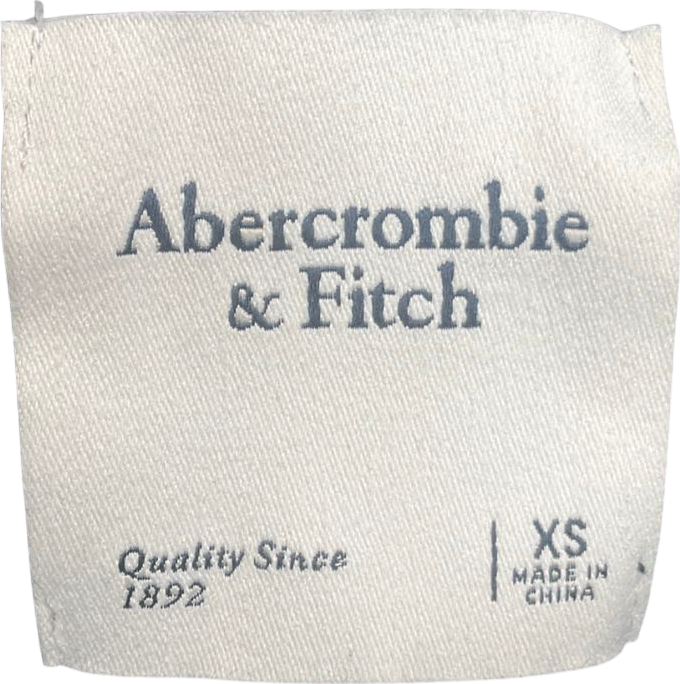 Abercrombie
& Fitch
Quality Since
1892
XS
MADE IN
CHINA